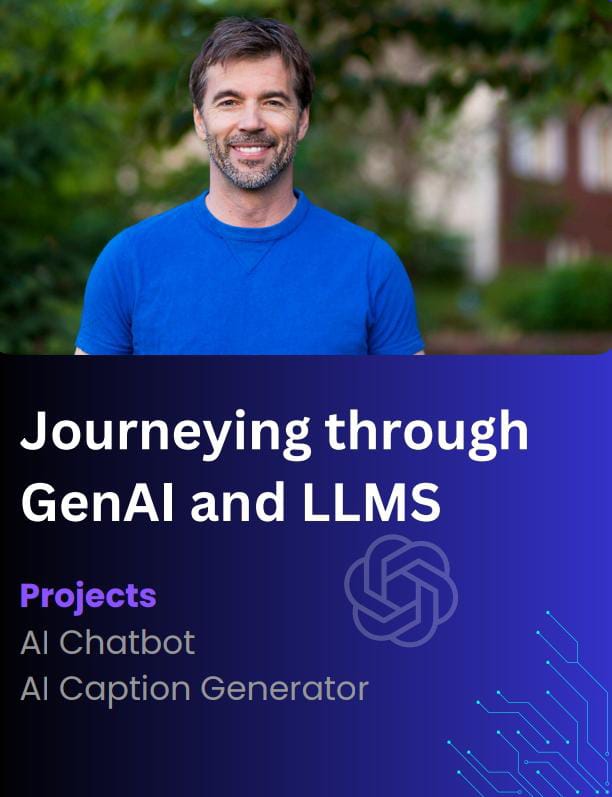 Journeying through
GenAI and LLMS
Projects
AI Chatbot
AI Caption Generator